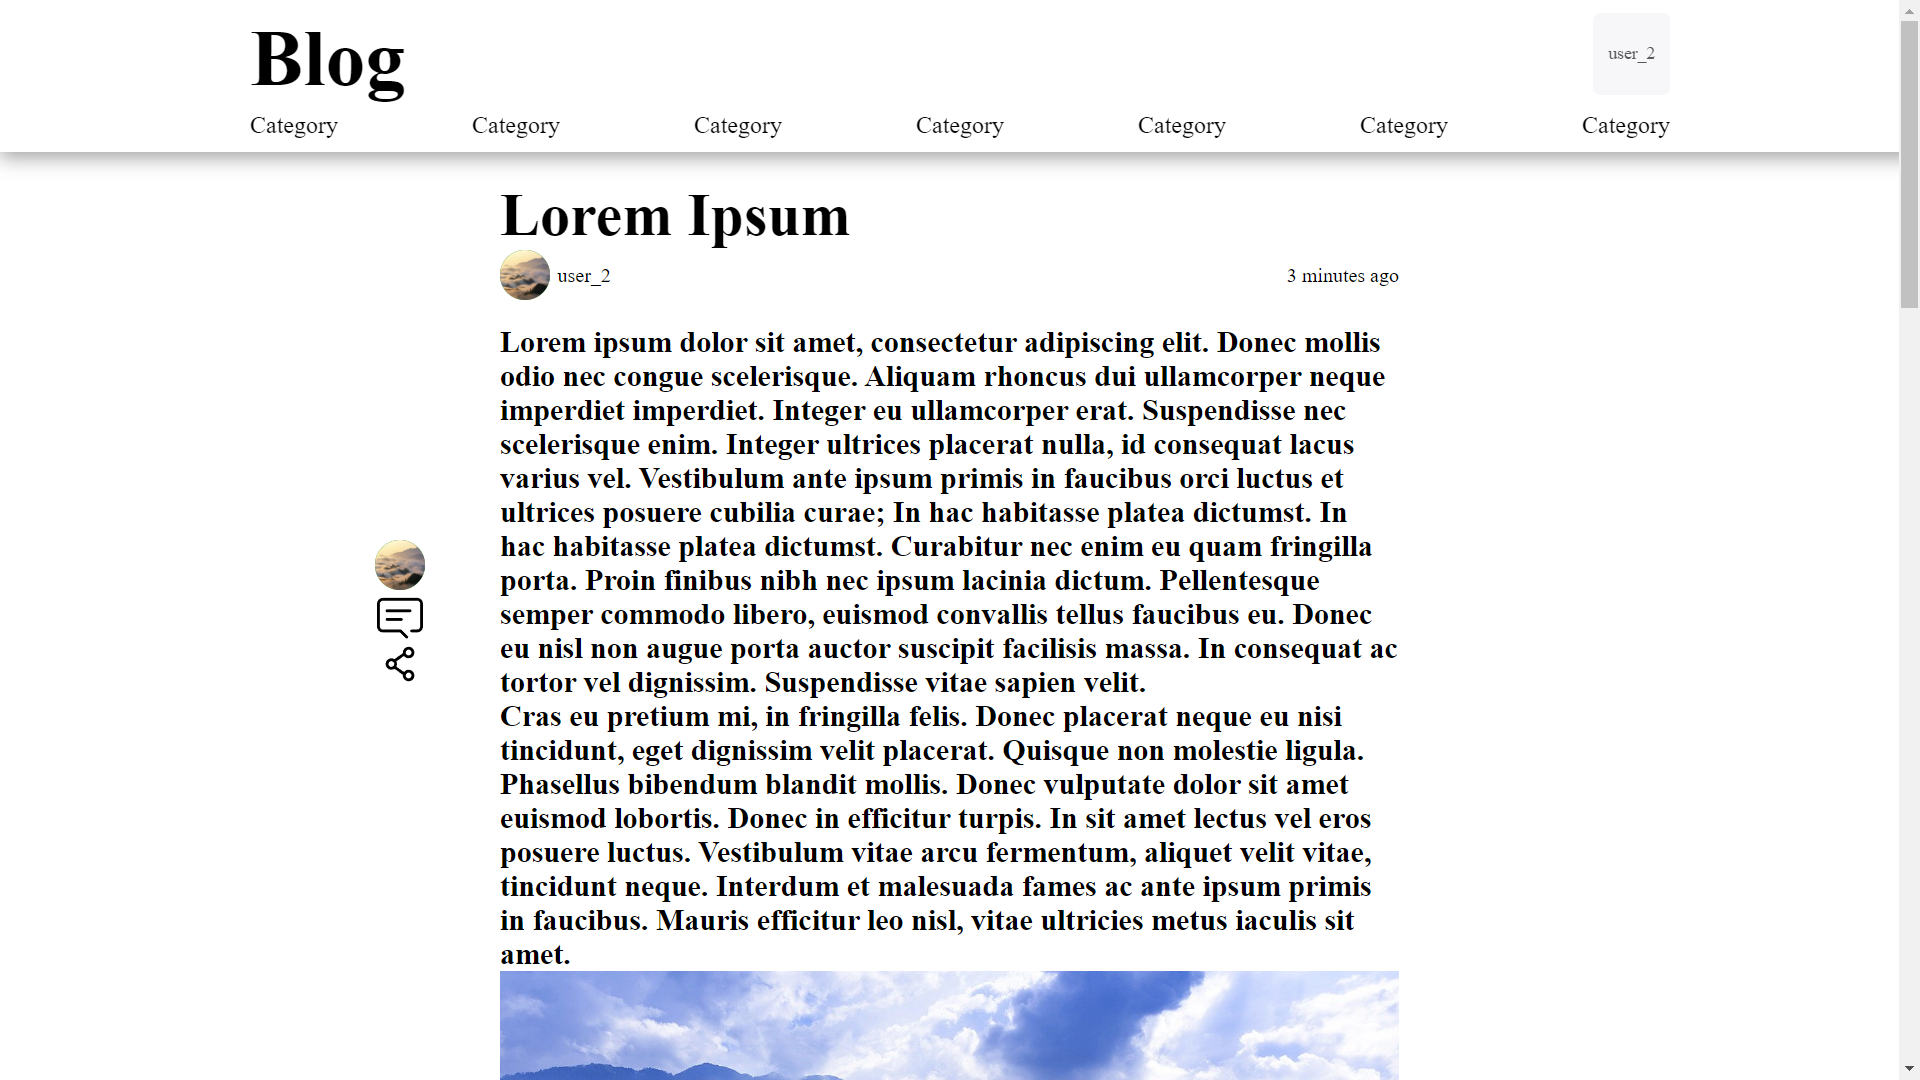 Blog
user_2
Category Category Category Category Category Category Category
Lorem Ipsum
user_2 3 minutes ago
Lorem ipsum dolor sit amet, consectetur adipiscing elit. Donec mollis
odio nec congue scelerisque. Aliquam rhoncus dui ullamcorper neque
imperdiet imperdiet. Integer eu ullamcorper erat. Suspendisse nec
scelerisque enim. Integer ultrices placerat nulla, id consequat lacus
varius vel. Vestibulum ante ipsum primis in faucibus orci luctus et
ultrices posuere cubilia curae; In hac habitasse platea dictumst. In
hac habitasse platea dictumst. Curabitur nec enim eu quam fringilla
porta. Proin finibus nibh nec ipsum lacinia dictum. Pellentesque
semper commodo libero, euismod convallis tellus faucibus eu. Donec
eu nisl non augue porta auctor suscipit facilisis massa. In consequat ac
tortor vel dignissim. Suspendisse vitae sapien velit.
Cras eu pretium mi, in fringilla felis. Donec placerat neque eu nisi
tincidunt, eget dignissim velit placerat. Quisque non molestie ligula.
Phasellus bibendum blandit mollis. Donec vulputate dolor sit amet
euismod lobortis. Donec in efficitur turpis. In sit amet lectus vel eros
posuere luctus. Vestibulum vitae arcu fermentum, aliquet velit vitae,
tincidunt neque. Interdum et malesuada fames ac ante ipsum primis
in faucibus. Mauris efficitur leo nisl, vitae ultricies metus iaculis sit
amet.